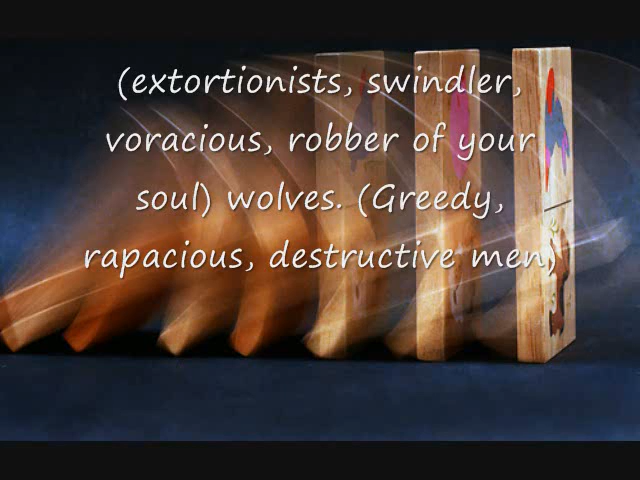 (extortionists, swindler,
voracious, robber of your
soul) wolves. (Greedy,
rapacious, destructive men)